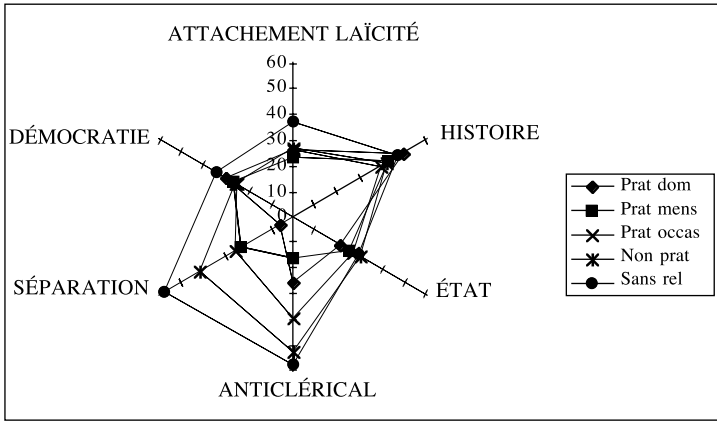 ATTACHEMENT LAÏCITÉ
60
50
40
30
20
10
0
HISTOIRE
ÉTAT
ANTICLÉRICAL
SÉPARATION
DÉMOCRATIE
Prat dom
Prat mens
Prat occas
Non prat
Sans rel